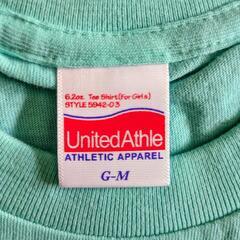 6.2oz. Tee Shirt(For Girls)
STYLE 5942-03
UnitedAthle
ATHLETIC APPAREL
G-M